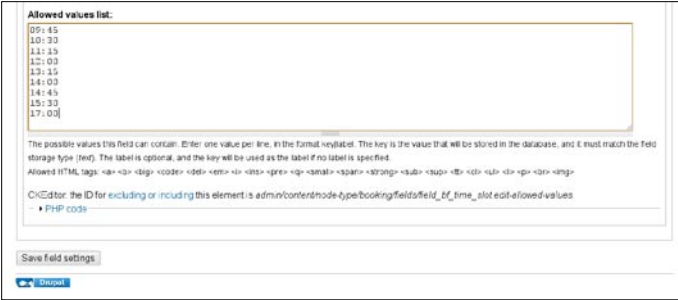 Allowed values list:
09:45
10:30
11:15
12:00
13:15
14:00
14:45
15:30
17:00
The possible values this field can contain. Enter one value per line, in the format key|label. The key is the value that will be stored in the database, and it must match the field
storage type (text). The label is optional, and the key will be used as the label if no label is specified.
Allowed HTML tags: <a> <b> <big> <code> <del> <em> <i> <ins> <pre> <q> <small> <span> <strong> <sub> <sup> <tt> <ol> <ul> <li> <p> <br> <img>
CKEditor: the ID for excluding or including this element is admin/content/node-type/booking/fields/field_bf_time_slot edit-allowed-values.
PHP code
Save field settings
Drupal